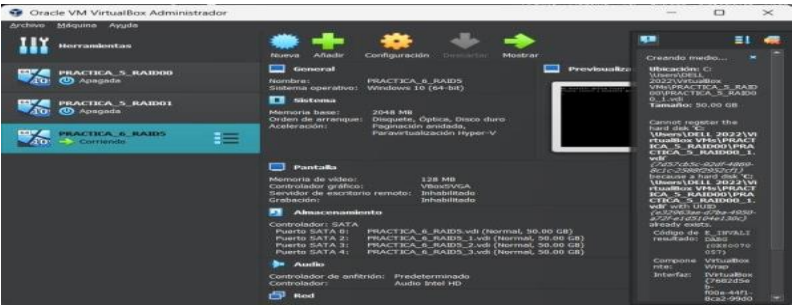 Oracle VM VirtualBox Administrador
Archivo Máquina Ayuda
Herramientas
PRACTICA_5_RAID00
Apagada
PRACTICA_5_RAID01
Apagada
PRACTICA_6_RAID5
Corriendo
Nueva Añadir Configuración Descartar Mostrar
General
Nombre: PRACTICA_6_RAID5
Sistema operativo: Windows 10 (64-bit)
Sistema
Memoria base: 2048 MB
Orden de arranque: Disquete, Óptica, Disco duro
Aceleración: Paginación anidada,
Paravirtualización Hyper-V
Previsualiza
Pantalla
Memoria de vídeo: 128 MB
Controlador gráfico: VBoxSVGA
Servidor de escritorio remoto: Inhabilitado
Grabación: Inhabilitado
Almacenamiento
Controlador: SATA
Puerto SATA 0: PRACTICA_6_RAID5.vdi (Normal, 50.00 GB)
Puerto SATA 2: PRACTICA_6_RAID5_1.vdi (Normal, 50.00 GB)
Puerto SATA 3: PRACTICA_6_RAID5_2.vdi (Normal, 50.00 GB)
Puerto SATA 4: PRACTICA_6_RAID5_3.vdi (Normal, 50.00 GB)
Audio
Controlador de anfitrión: Predeterminado
Controlador: Audio Intel HD
Red
Creando medio...
Ubicación: C:
\Users\DELL
2022\VirtualBox
VMs\PRACTICA_5_RAID
00\PRACTICA_5_RAID0
0_1.vdi
Tamaño: 50.00 GB
Cannot register the
hard disk 'C:
\Users\DELL 2022\Vi
rtualBox VMs\PRACT
ICA_5_RAID00\PRA
CTICA_5_RAID00_1.
vdi'
because a hard disk 'C:
\Users\DELL 2022\Vi
rtualBox VMs\PRACT
ICA_5_RAID00\PRA
CTICA_5_RAID00_1.
vdi' with UUID
already exists.
Código de E_INVALI
resultado: DARG
(0X80070
057)
Compone VirtualBox
nte: Wrap
Interfaz: IVirtualBox